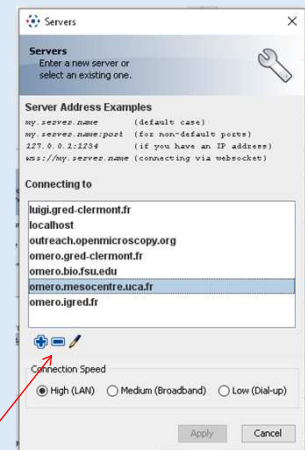 Servers
Servers
Enter a new server or
select an existing one.
Server Address Examples
my.server.name (default case)
my.server.name:port (for non-default ports)
127.0.0.1:1234 (if you have an IP address)
wss://my.server.name (connecting via websocket)
Connecting to
luigi.gred-clermont.fr
localhost
outreach.openmicroscopy.org
omero.gred-clermont.fr
omero.bio.fsu.edu
omero.mesocentre.uca.fr
omero.igred.fr
Connection Speed
High (LAN) Medium (Broadband) Low (Dial-up)
Apply Cancel